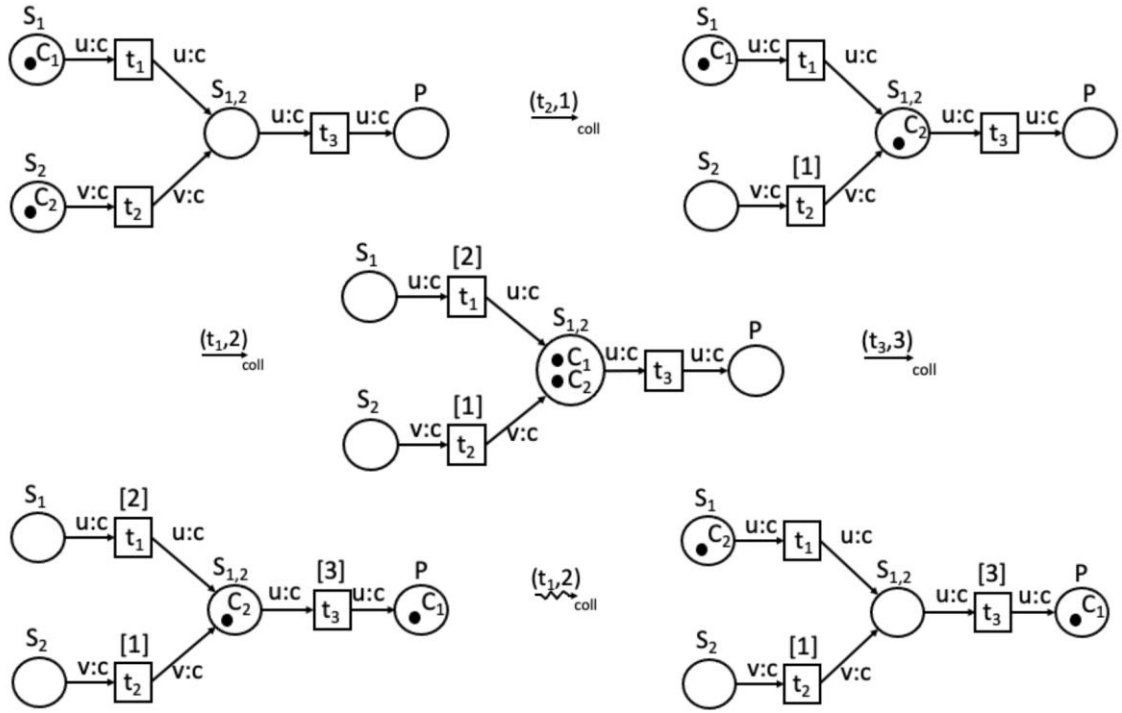 S1 S1
C1 u:c t1 u:c C1 u:c t1 u:c
S1,2 P (t2,1) coll S1,2 P
u:c t3 u:c C2 u:c t3 u:c
S2 S2 [1]
C2 v:c t2 v:c v:c t2 v:c
S1 [2]
u:c t1 u:c
(t1,2) coll S1,2 P (t3,3) coll
C1 u:c t3 u:c
C2
S2 [1]
v:c t2 v:c
S1 [2] S1
u:c t1 u:c C2 u:c t1 u:c
S1,2 [3] P (t1,2) coll S1,2 [3] P
C2 u:c t3 u:c C1 u:c t3 u:c C1
S2 [1] S2 [1]
v:c t2 v:c v:c t2 v:c